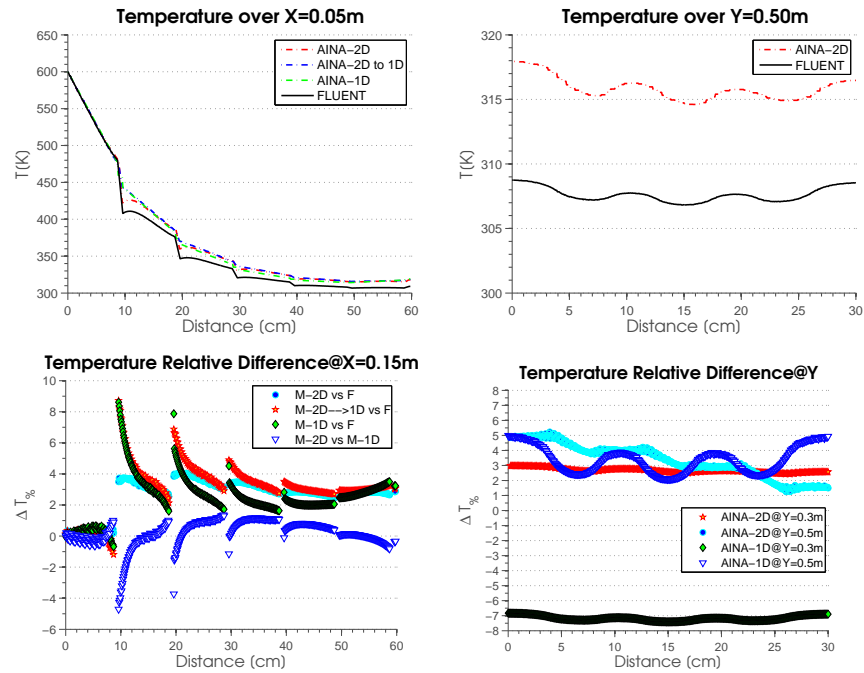 Temperature over X=0.05m
650
600
550
500
450
400
350
300
T(K)
0
10
20
30
40
50
60
Distance (cm)
AINA-2D
AINA-2D to 1D
AINA-1D
FLUENT
Temperature over Y=0.50m
320
315
310
305
300
T(K)
0
5
10
15
20
25
30
Distance (cm)
AINA-2D
FLUENT
Temperature Relative Difference@X=0.15m
10
8
6
4
2
0
-2
-4
-6
Δ T%
0
10
20
30
40
50
60
Distance (cm)
M-2D vs F
M-2D-->1D vs F
M-1D vs F
M-2D vs M-1D
Temperature Relative Difference@Y
8
7
6
5
4
3
2
1
0
-1
-2
-3
-4
-5
-6
-7
-8
Δ T%
0
5
10
15
20
25
30
Distance (cm)
AINA-2D@Y=0.3m
AINA-2D@Y=0.5m
AINA-1D@Y=0.3m
AINA-1D@Y=0.5m